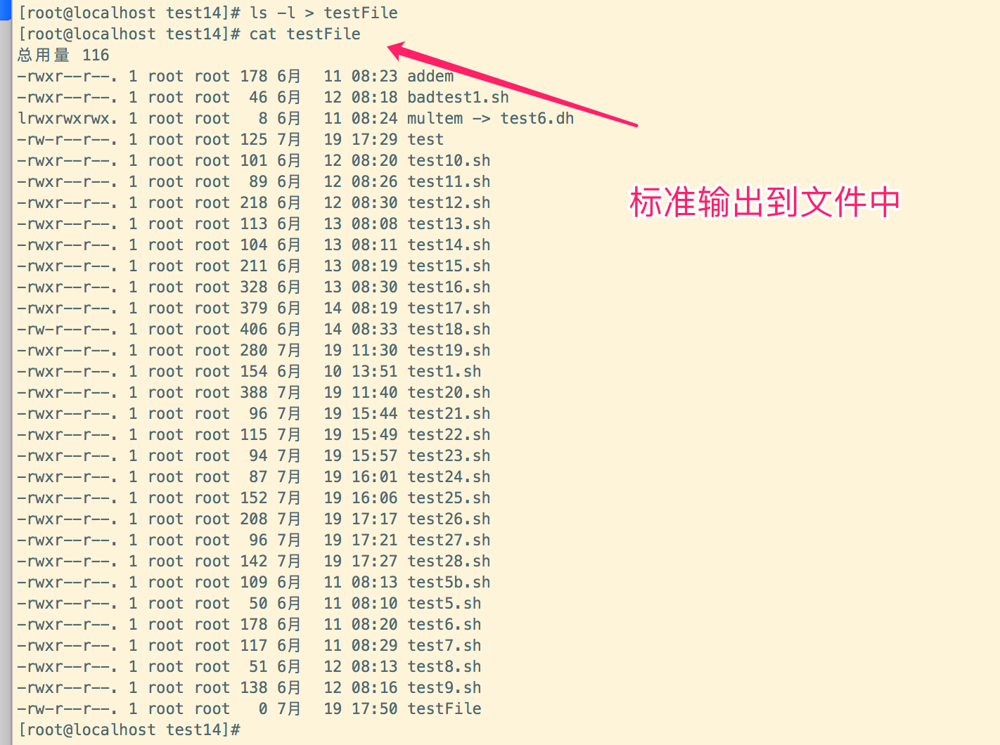 [root@localhost test14]# ls -l > testFile
[root@localhost test14]# cat testFile
总用量 116
-rwxr--r--. 1 root root 178 6月  11 08:23 addem
-rwxr--r--. 1 root root  46 6月  12 08:18 badtest1.sh
lrwxrwxrwx. 1 root root   8 6月  11 08:24 multem -> test6.dh
-rw-r--r--. 1 root root 125 7月  19 17:29 test
-rwxr--r--. 1 root root 101 6月  12 08:20 test10.sh
-rwxr--r--. 1 root root  89 6月  12 08:26 test11.sh
-rwxr--r--. 1 root root 218 6月  12 08:30 test12.sh
-rwxr--r--. 1 root root 113 6月  13 08:08 test13.sh
-rwxr--r--. 1 root root 104 6月  13 08:11 test14.sh
-rwxr--r--. 1 root root 211 6月  13 08:19 test15.sh
-rwxr--r--. 1 root root 328 6月  13 08:30 test16.sh
-rwxr--r--. 1 root root 379 6月  14 08:19 test17.sh
-rw-r--r--. 1 root root 406 6月  14 08:33 test18.sh
-rwxr--r--. 1 root root 280 7月  19 11:30 test19.sh
-rwxr--r--. 1 root root 154 6月  10 13:51 test1.sh
-rwxr--r--. 1 root root 388 7月  19 11:40 test20.sh
-rwxr--r--. 1 root root  96 7月  19 15:44 test21.sh
-rwxr--r--. 1 root root 115 7月  19 15:49 test22.sh
-rwxr--r--. 1 root root  94 7月  19 15:57 test23.sh
-rwxr--r--. 1 root root  87 7月  19 16:01 test24.sh
-rwxr--r--. 1 root root 152 7月  19 16:06 test25.sh
-rwxr--r--. 1 root root 208 7月  19 17:17 test26.sh
-rwxr--r--. 1 root root  96 7月  19 17:21 test27.sh
-rwxr--r--. 1 root root 142 7月  19 17:27 test28.sh
-rwxr--r--. 1 root root 109 6月  11 08:13 test5b.sh
-rwxr--r--. 1 root root  50 6月  11 08:10 test5.sh
-rwxr--r--. 1 root root 178 6月  11 08:20 test6.sh
-rwxr--r--. 1 root root 117 6月  11 08:29 test7.sh
-rwxr--r--. 1 root root  51 6月  12 08:13 test8.sh
-rwxr--r--. 1 root root 138 6月  12 08:16 test9.sh
-rw-r--r--. 1 root root   0 7月  19 17:50 testFile
[root@localhost test14]#
标准输出到文件中